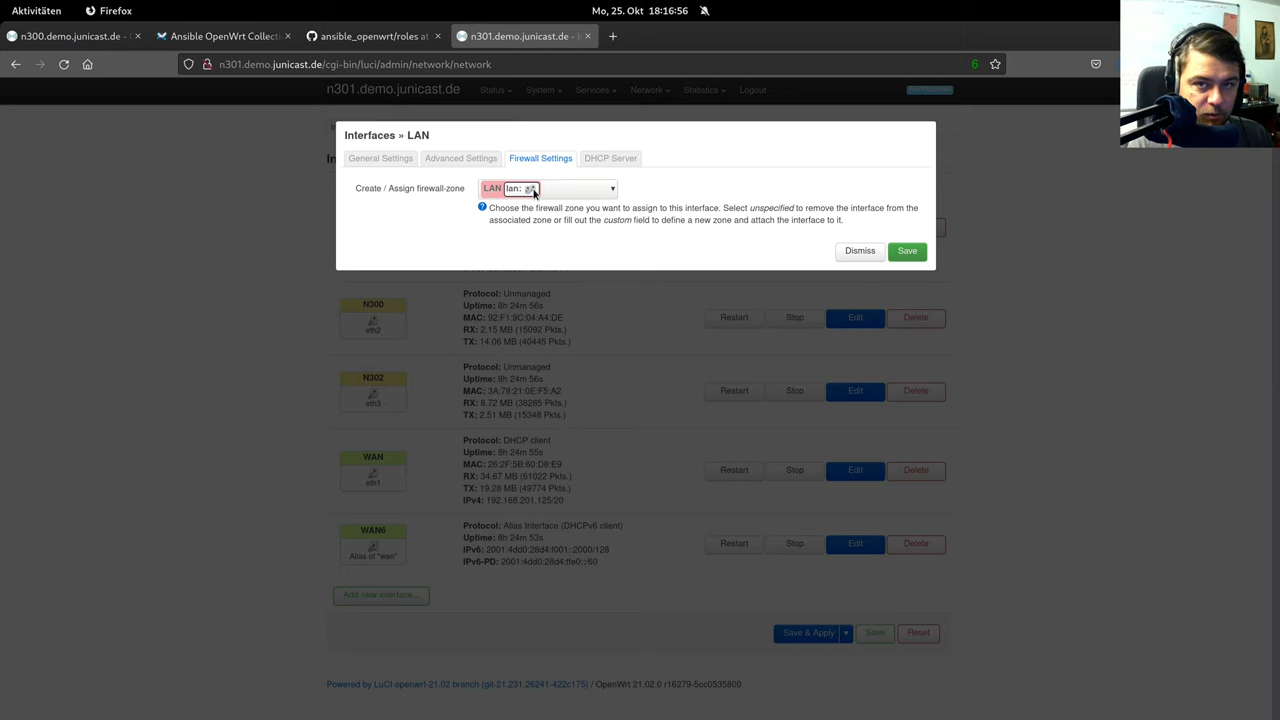 Aktivitäten Firefox Mo, 25. Okt 18:16:56
n300.demo.junicast.de - × Ansible OpenWrt Collecti × ansible_openwrt/roles at × n301.demo.junicast.de - × +
n301.demo.junicast.de/cgi-bin/luci/admin/network/network 6
n301.demo.junicast.de Status System Services Network Statistics Logout
Interfaces » LAN
General Settings Advanced Settings Firewall Settings DHCP Server
Create / Assign firewall-zone LAN lan:
Choose the firewall zone you want to assign to this interface. Select unspecified to remove the interface from the
associated zone or fill out the custom field to define a new zone and attach the interface to it.
Dismiss Save
N300
eth2
Protocol: Unmanaged
Uptime: 8h 24m 56s
MAC: 92:F1:9C:04:A4:DE
RX: 2.15 MB (15092 Pkts.)
TX: 14.06 MB (40445 Pkts.)
Restart Stop Edit Delete
N302
eth3
Protocol: Unmanaged
Uptime: 8h 24m 56s
MAC: 3A:78:21:0E:F5:A2
RX: 8.72 MB (38285 Pkts.)
TX: 2.51 MB (15348 Pkts.)
Restart Stop Edit Delete
WAN
eth1
Protocol: DHCP client
Uptime: 8h 24m 55s
MAC: 26:2F:5B:60:D8:E9
RX: 34.67 MB (61022 Pkts.)
TX: 19.28 MB (49774 Pkts.)
IPv4: 192.168.201.125/20
Restart Stop Edit Delete
WAN6
Alias of "wan"
Protocol: Alias Interface (DHCPv6 client)
Uptime: 8h 24m 53s
IPv6: 2001:4dd0:28d4:f001::2000/128
IPv6-PD: 2001:4dd0:28d4:ffe0::/60
Restart Stop Edit Delete
Add new interface...
Save & Apply Save Reset
Powered by LuCI openwrt-21.02 branch (git-21.231.26241-422c175) / OpenWrt 21.02.0 r16279-5cc0535800